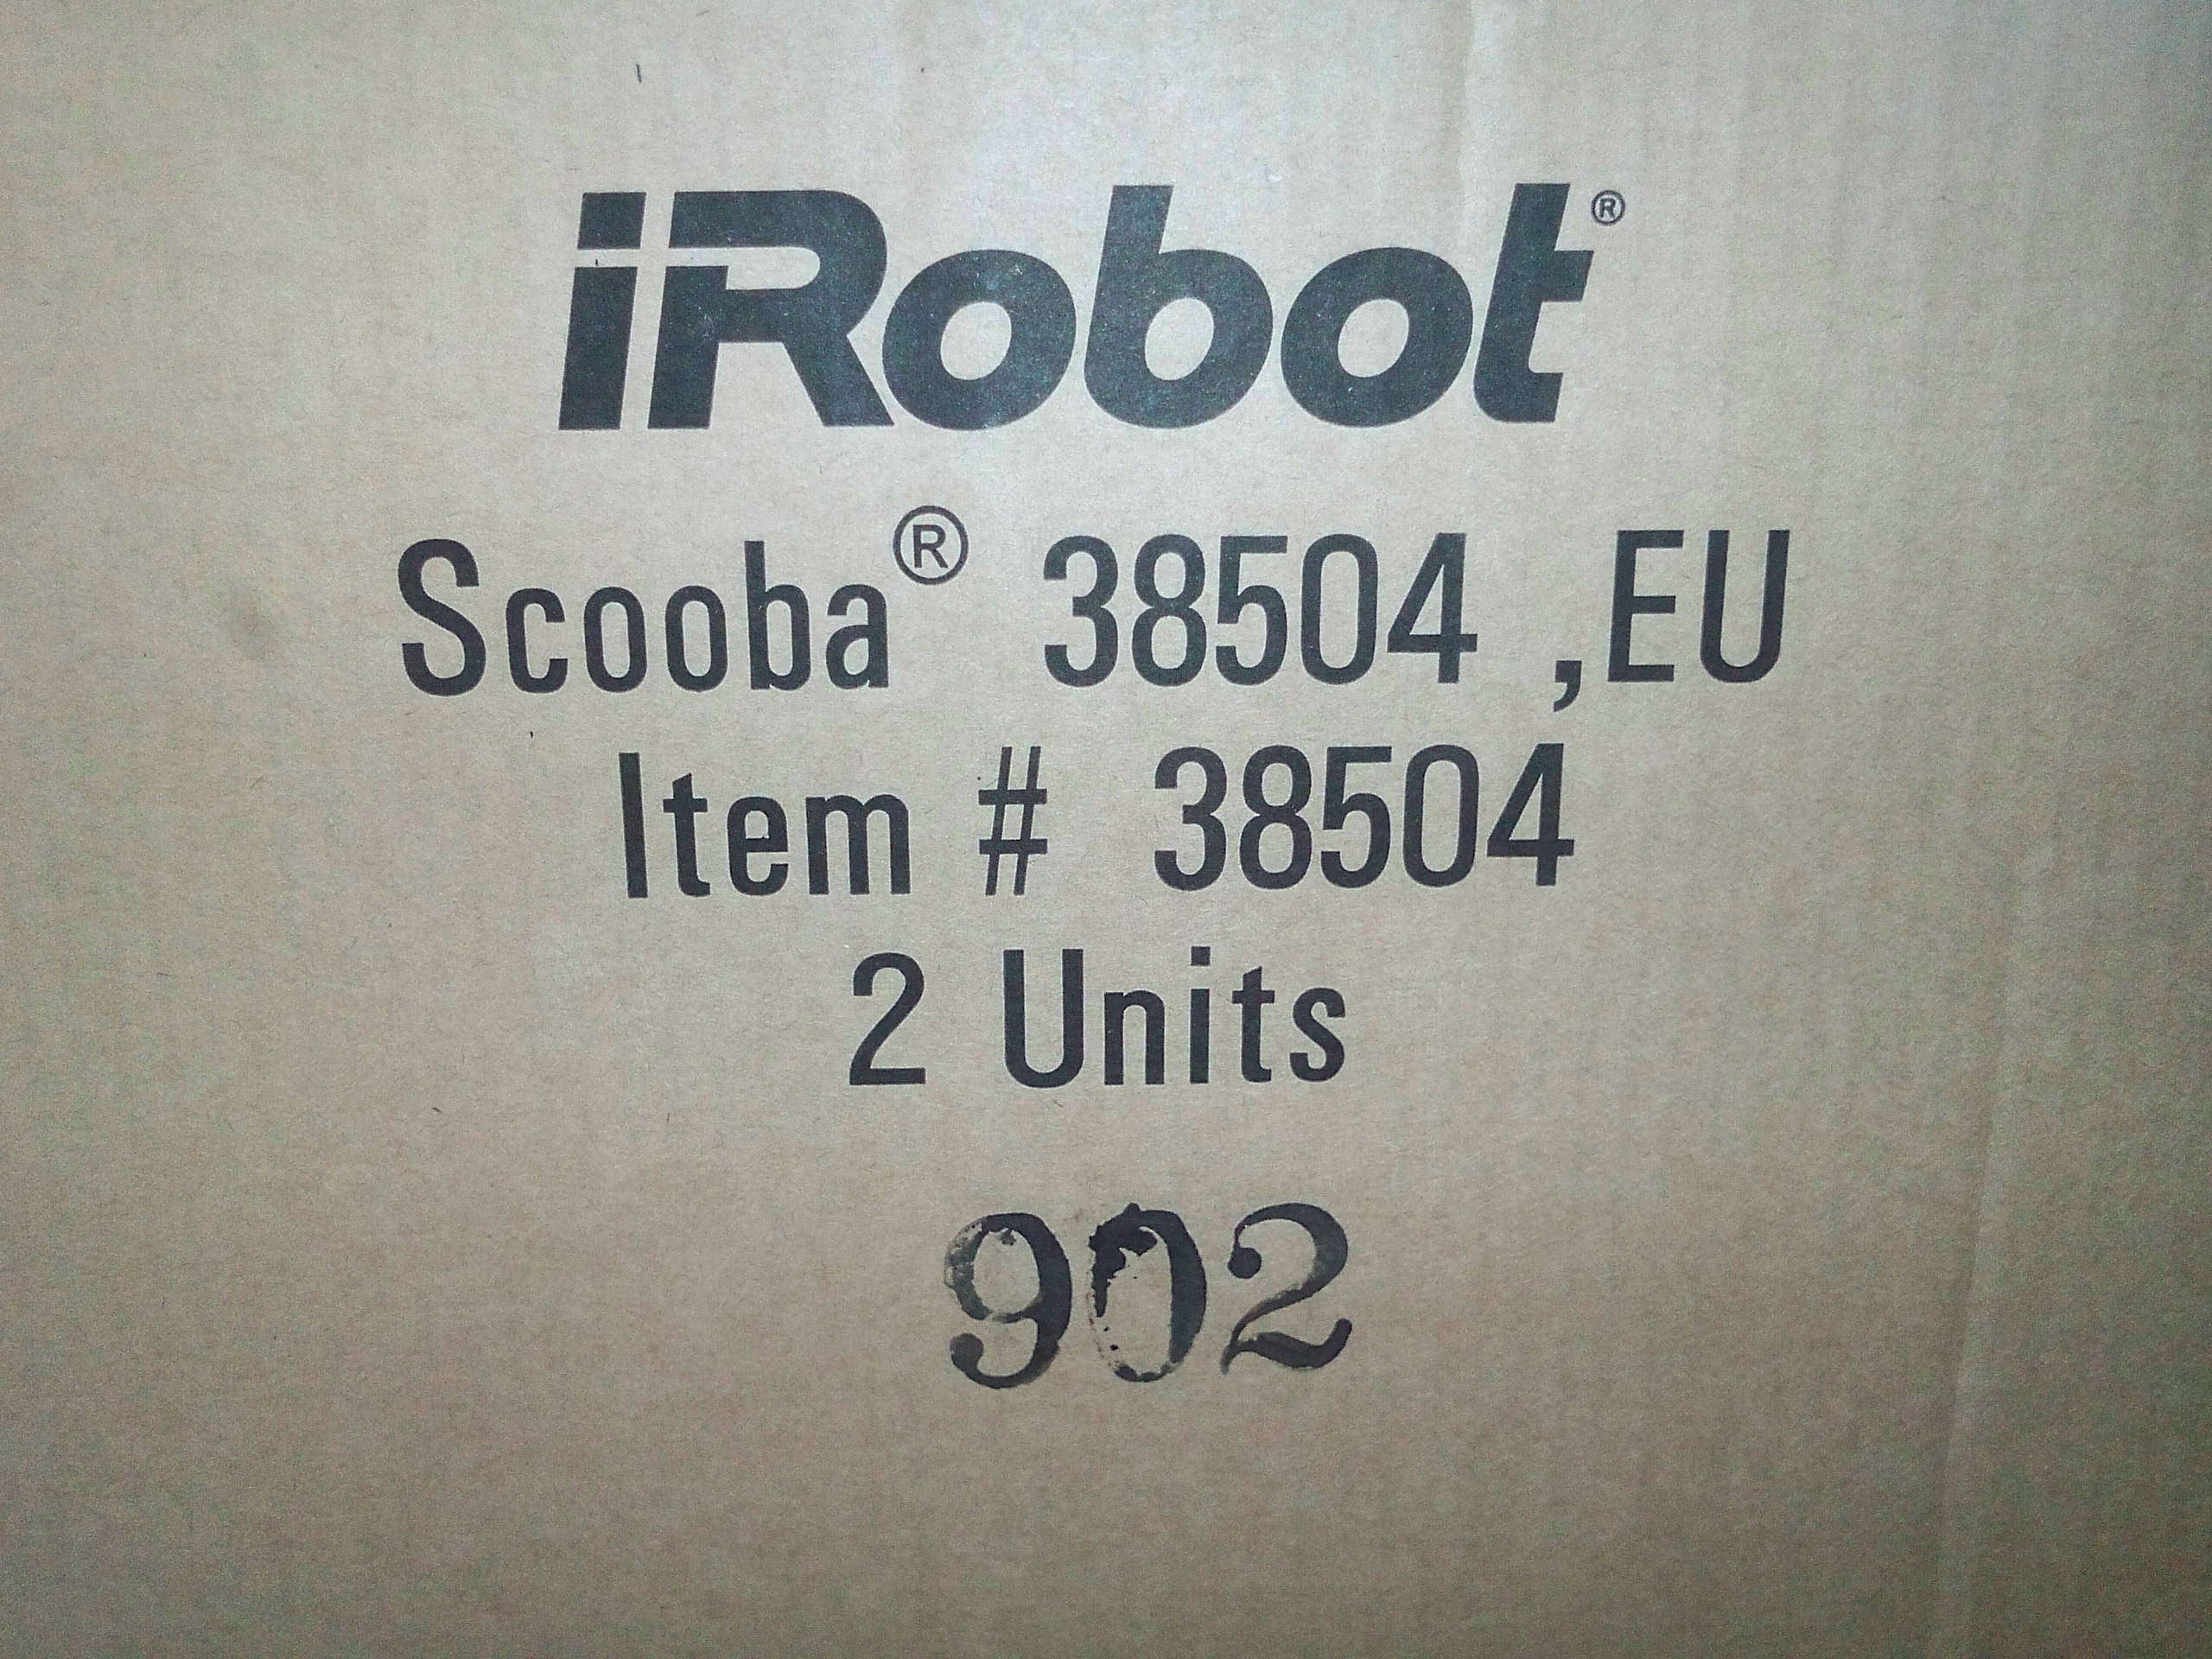 iRobot®
Scooba® 38504 ,EU
Item # 38504
2 Units
902